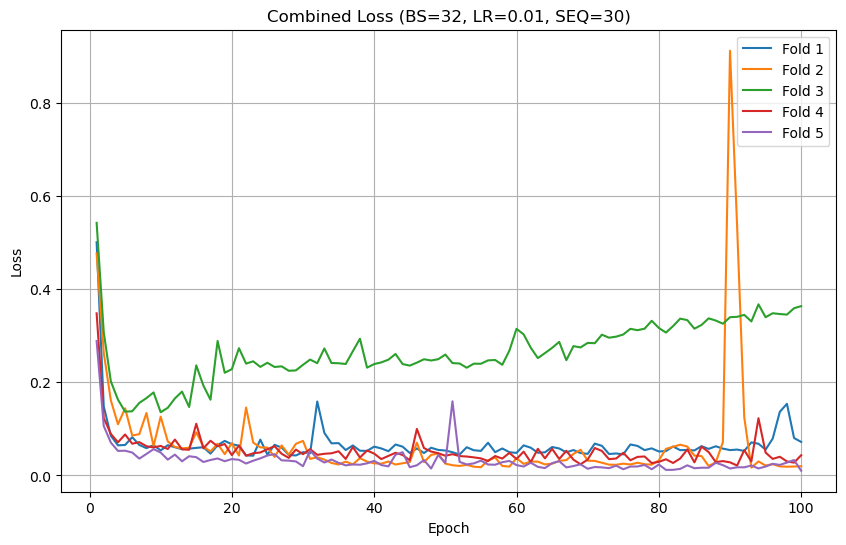 Combined Loss (BS=32, LR=0.01, SEQ=30)
Fold 1
Fold 2
Fold 3
Fold 4
Fold 5
Loss
0.8
0.6
0.4
0.2
0.0
0 20 40 60 80 100
Epoch